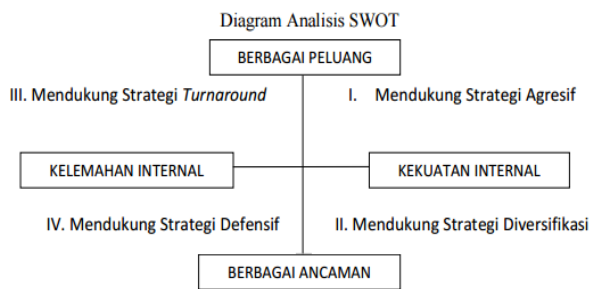 Diagram Analisis SWOT
BERBAGAI PELUANG
III. Mendukung Strategi Turnaround
I. Mendukung Strategi Agresif
KELEMAHAN INTERNAL
KEKUATAN INTERNAL
IV. Mendukung Strategi Defensif
II. Mendukung Strategi Diversifikasi
BERBAGAI ANCAMAN